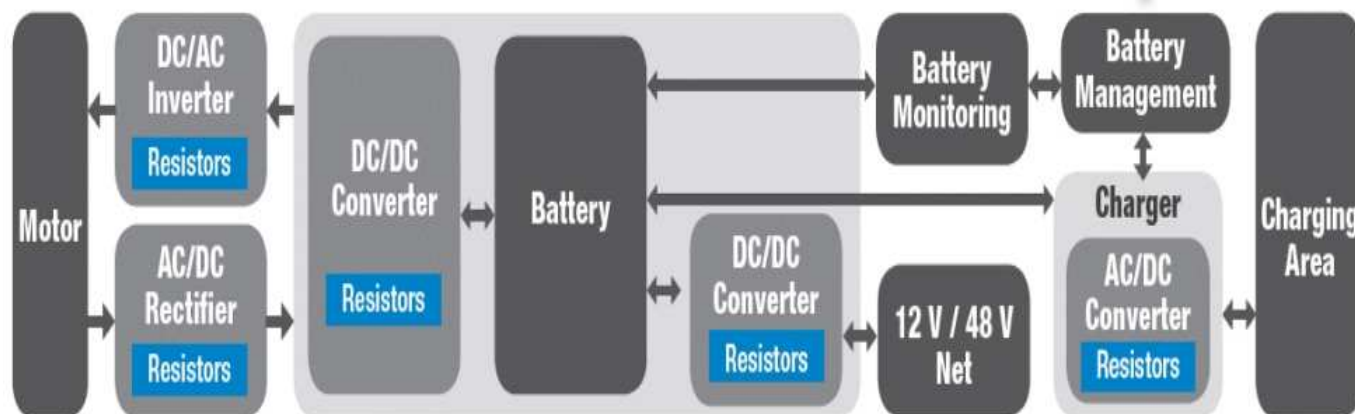 Motor
DC/AC
Inverter
Resistors
AC/DC
Rectifier
Resistors
DC/DC
Converter
Resistors
Battery
DC/DC
Converter
Resistors
Battery
Monitoring
12 V / 48 V
Net
Battery
Management
Charger
AC/DC
Converter
Resistors
Charging
Area